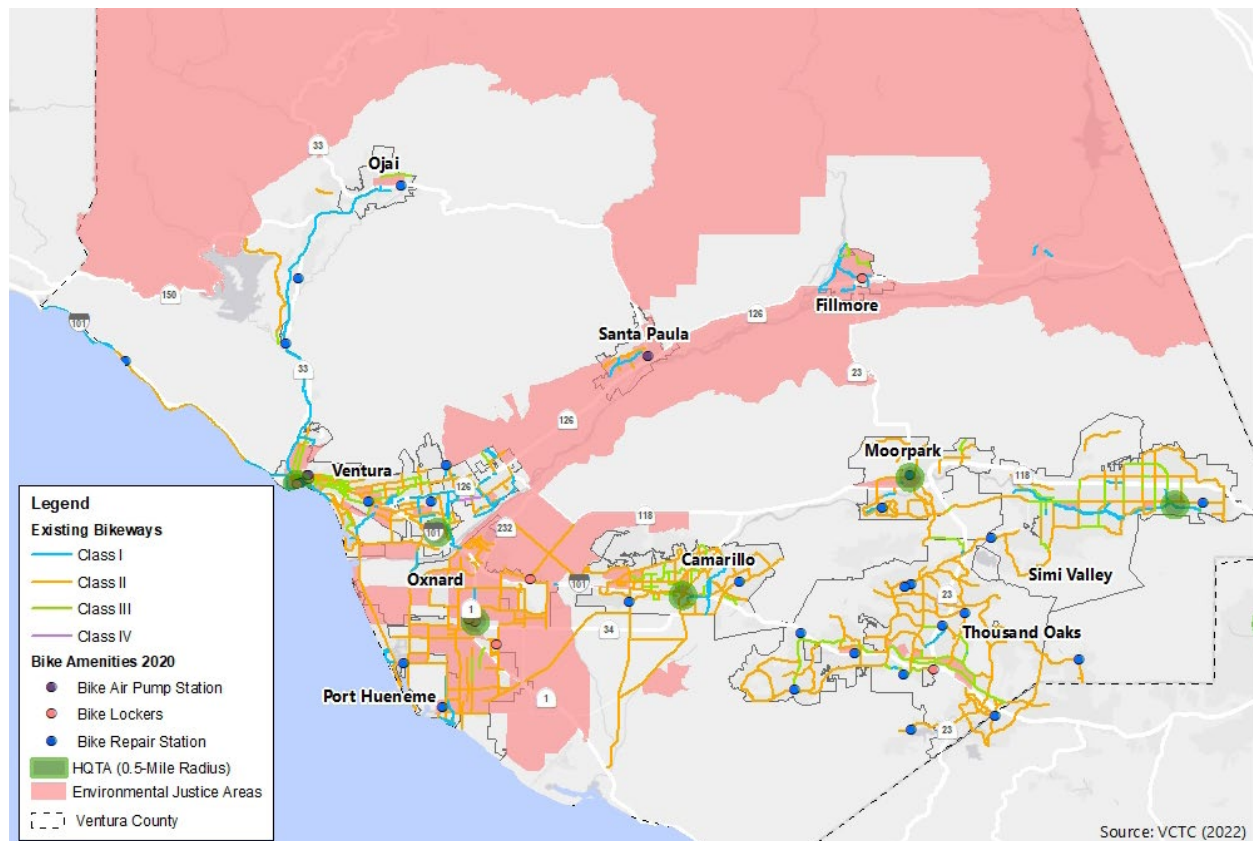 33
Ojai
150
101
Fillmore
Santa Paula
126
33
23
126
Moorpark
Ventura
118
126
232
118
101
Camarillo
Oxnard
101
Simi Valley
1
34
23
Thousand Oaks
Port Hueneme
1
23
Legend
Existing Bikeways
Class I
Class II
Class III
Class IV
Bike Amenities 2020
Bike Air Pump Station
Bike Lockers
Bike Repair Station
HQTA (0.5-Mile Radius)
Environmental Justice Areas
Ventura County
Source: VCTC (2022)